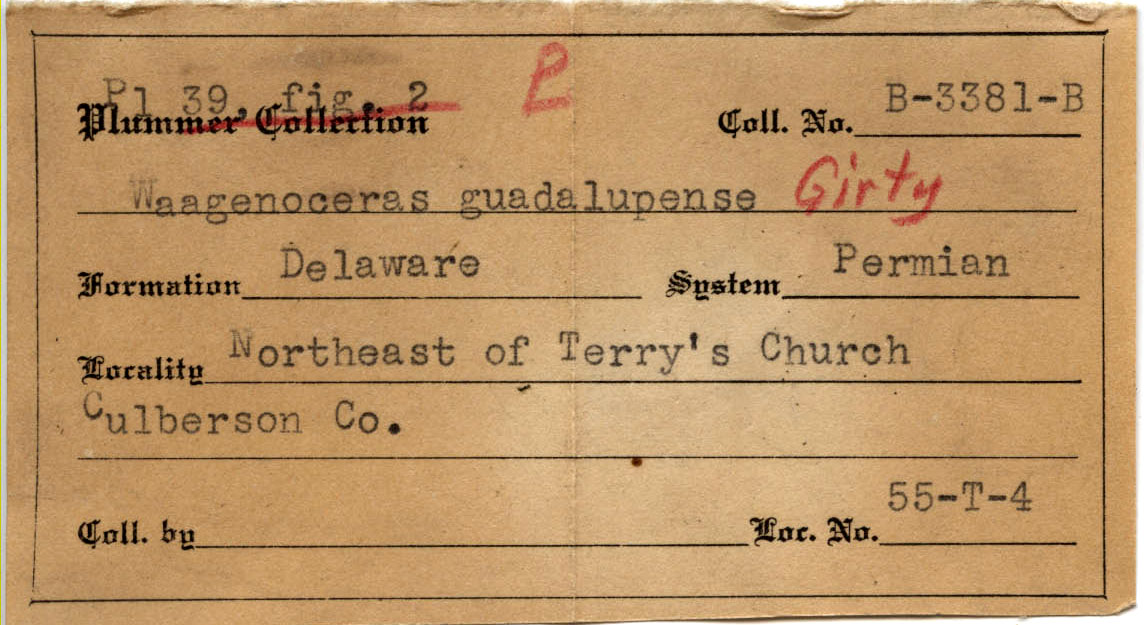 Pl 39, fig. 2 P
Plummer Collection Coll. No. B-3381-B
Waagenoceras guadalupense Girty
Formation Delaware System Permian
Locality Northeast of Terry's Church
Culberson Co.
Coll. by Loc. No. 55-T-4